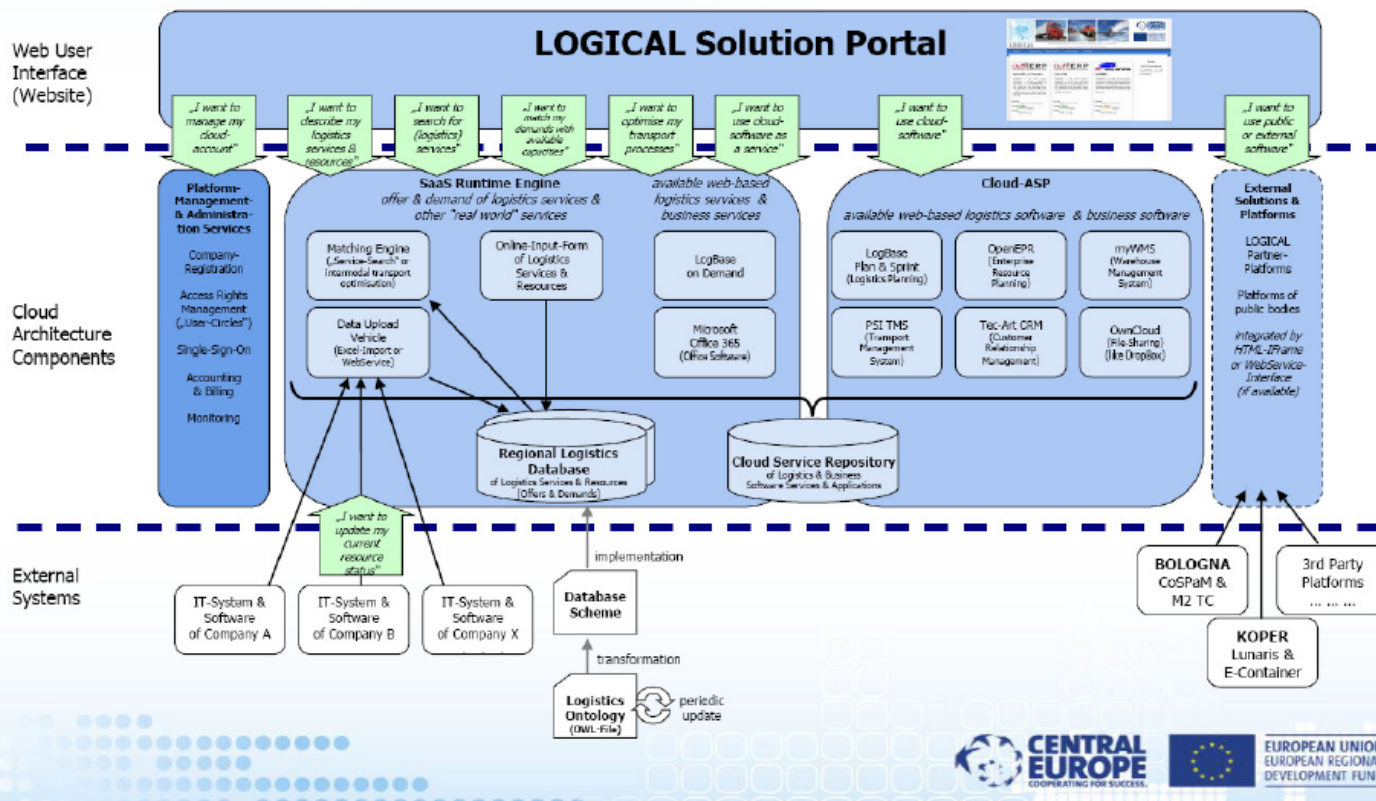 LOGICAL Solution Portal
Web User
Interface
(Website)
„I want to
manage my
cloud-
account"
„I want to
describe my
logistics
services &
resources"
„I want to
search for
(logistics)
services"
„I want to
match my
demands with
available
capacities"
„I want to
optimise my
transport
processes"
„I want to
use cloud-
software as
a service"
„I want to
use cloud-
software"
„I want to
use public
or external
software"
Cloud
Architecture
Components
Platform-
Management-
& Administra-
tion Services
Company-
Registration
Access Rights
Management
(„User-Circles")
Single-Sign-On
Accounting
& Billing
Monitoring
SaaS Runtime Engine
offer & demand of logistics services &
other "real world" services
available web-based
logistics services &
business services
Matching Engine
(„Service-Search" or
intermodal transport
optimisation)
Online-Input-Form
of Logistics
Services &
Resources
LogBase
on Demand
Data Upload
Vehicle
(Excel-Import or
WebService)
Microsoft
Office 365
(Office Software)
Cloud-ASP
available web-based logistics software & business software
LogBase
Plan & Sprint
(Logistics Planning)
OpenEPR
(Enterprise
Resource
Planning)
myWMS
(Warehouse
Management
System)
PSI TMS
(Transport
Management
System)
Tec-Art CRM
(Customer
Relationship
Management)
OwnCloud
(File-Sharing)
(like DropBox)
External
Solutions &
Platforms
LOGICAL
Partner-
Platforms
Platforms of
public bodies
integrated by
HTML-IFrame
or WebService-
Interface
(if available)
Regional Logistics
Database
of Logistics Services & Resources
(Offers & Demands)
Cloud Service Repository
of Logistics & Business
Software Services & Applications
External
Systems
„I want to
update my
current
resource
status"
IT-System &
Software
of Company A
IT-System &
Software
of Company B
IT-System &
Software
of Company X
implementation
Database
Scheme
transformation
Logistics
Ontology
(OWL-File)
periodic
update
BOLOGNA
CoSPaM &
M2 TC
3rd Party
Platforms
... ... ...
KOPER
Lunaris &
E-Container
CENTRAL
EUROPE
COOPERATING FOR SUCCESS.
EUROPEAN UNION
EUROPEAN REGIONA
DEVELOPMENT FUN